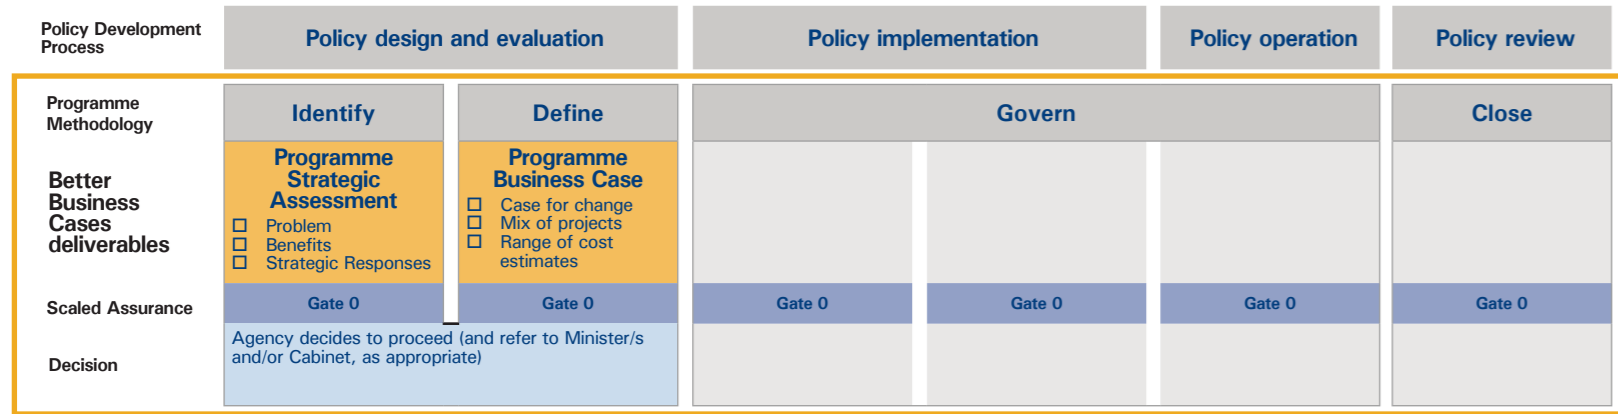 Policy Development
Process
Policy design and evaluation
Policy implementation
Policy operation
Policy review
Programme
Methodology
Identify
Define
Govern
Close
Better
Business
Cases
deliverables
Programme
Strategic
Assessment
Problem
Benefits
Strategic Responses
Programme
Business Case
Case for change
Mix of projects
Range of cost
estimates
Scaled Assurance
Gate 0
Gate 0
Gate 0
Gate 0
Gate 0
Gate 0
Decision
Agency decides to proceed (and refer to Minister/s
and/or Cabinet, as appropriate)